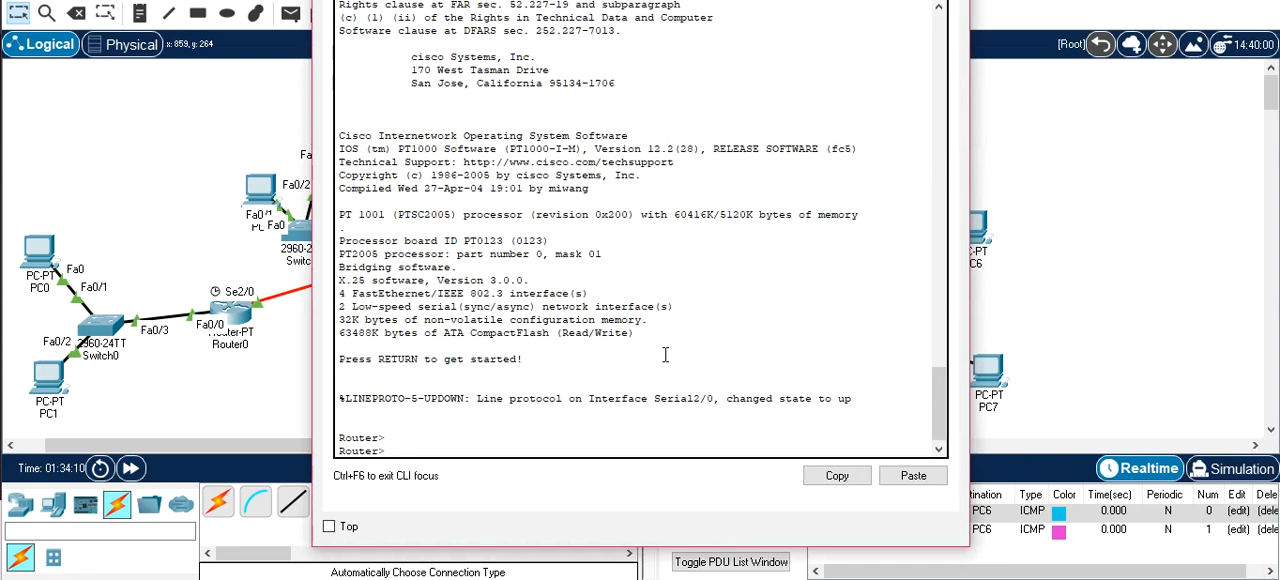 Logical
Physical
x: 859, y: 264
[Root]
14:40:00
Rights clause at FAR sec. 52.227-19 and subparagraph
(c) (1) (ii) of the Rights in Technical Data and Computer
Software clause at DFARS sec. 252.227-7013.
cisco Systems, Inc.
170 West Tasman Drive
San Jose, California 95134-1706
Cisco Internetwork Operating System Software
IOS (tm) PT1000 Software (PT1000-I-M), Version 12.2(28), RELEASE SOFTWARE (fc5)
Technical Support: http://www.cisco.com/techsupport
Copyright (c) 1986-2005 by cisco Systems, Inc.
Compiled Wed 27-Apr-04 19:01 by miwang
PT 1001 (PTSC2005) processor (revision 0x200) with 60416K/5120K bytes of memory
.
Processor board ID PT0123 (0123)
PT2005 processor: part number 0, mask 01
Bridging software.
X.25 software, Version 3.0.0.
4 FastEthernet/IEEE 802.3 interface(s)
2 Low-speed serial(sync/async) network interface(s)
32K bytes of non-volatile configuration memory.
63488K bytes of ATA CompactFlash (Read/Write)
Press RETURN to get started!
%LINEPROTO-5-UPDOWN: Line protocol on Interface Serial2/0, changed state to up
Router>
Router>
Ctrl+F6 to exit CLI focus
Copy
Paste
Top
Fa
Fa0/2
Fa0
2960-24
Switc
PC-PT
PC0
Fa0
Fa0/1
Se2/0
Fa0/3
Fa0/0
Router-PT
Router0
Fa0/2
2960-24TT
Switch0
PC-PT
PC1
C6
PC-PT
PC7
Time: 01:34:10
Realtime
Simulation
Automatically Choose Connection Type
Toggle PDU List Window
tination Type Color Time(sec) Periodic Num Edit Dele
PC6 ICMP 0.000 N 0 (edit) (dele
PC6 ICMP 0.000 N 1 (edit) (dele